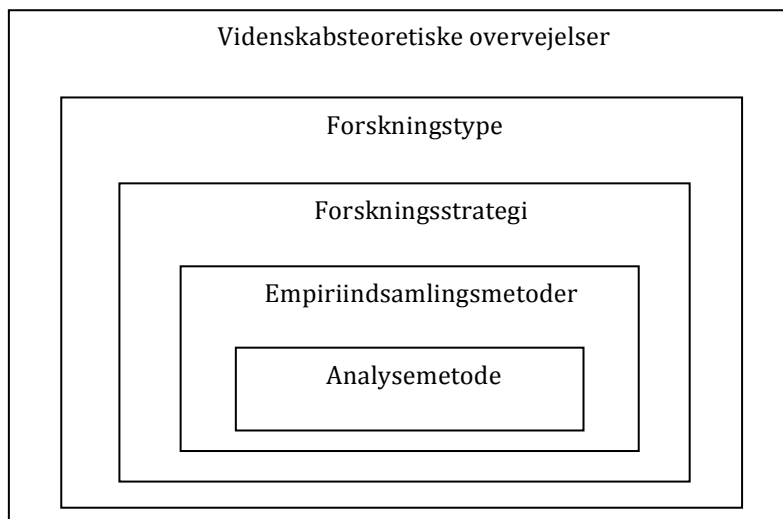 Videnskabsteoretiske overvejelser
Forskningstype
Forskningsstrategi
Empiriindsamlingsmetoder
Analysemetode